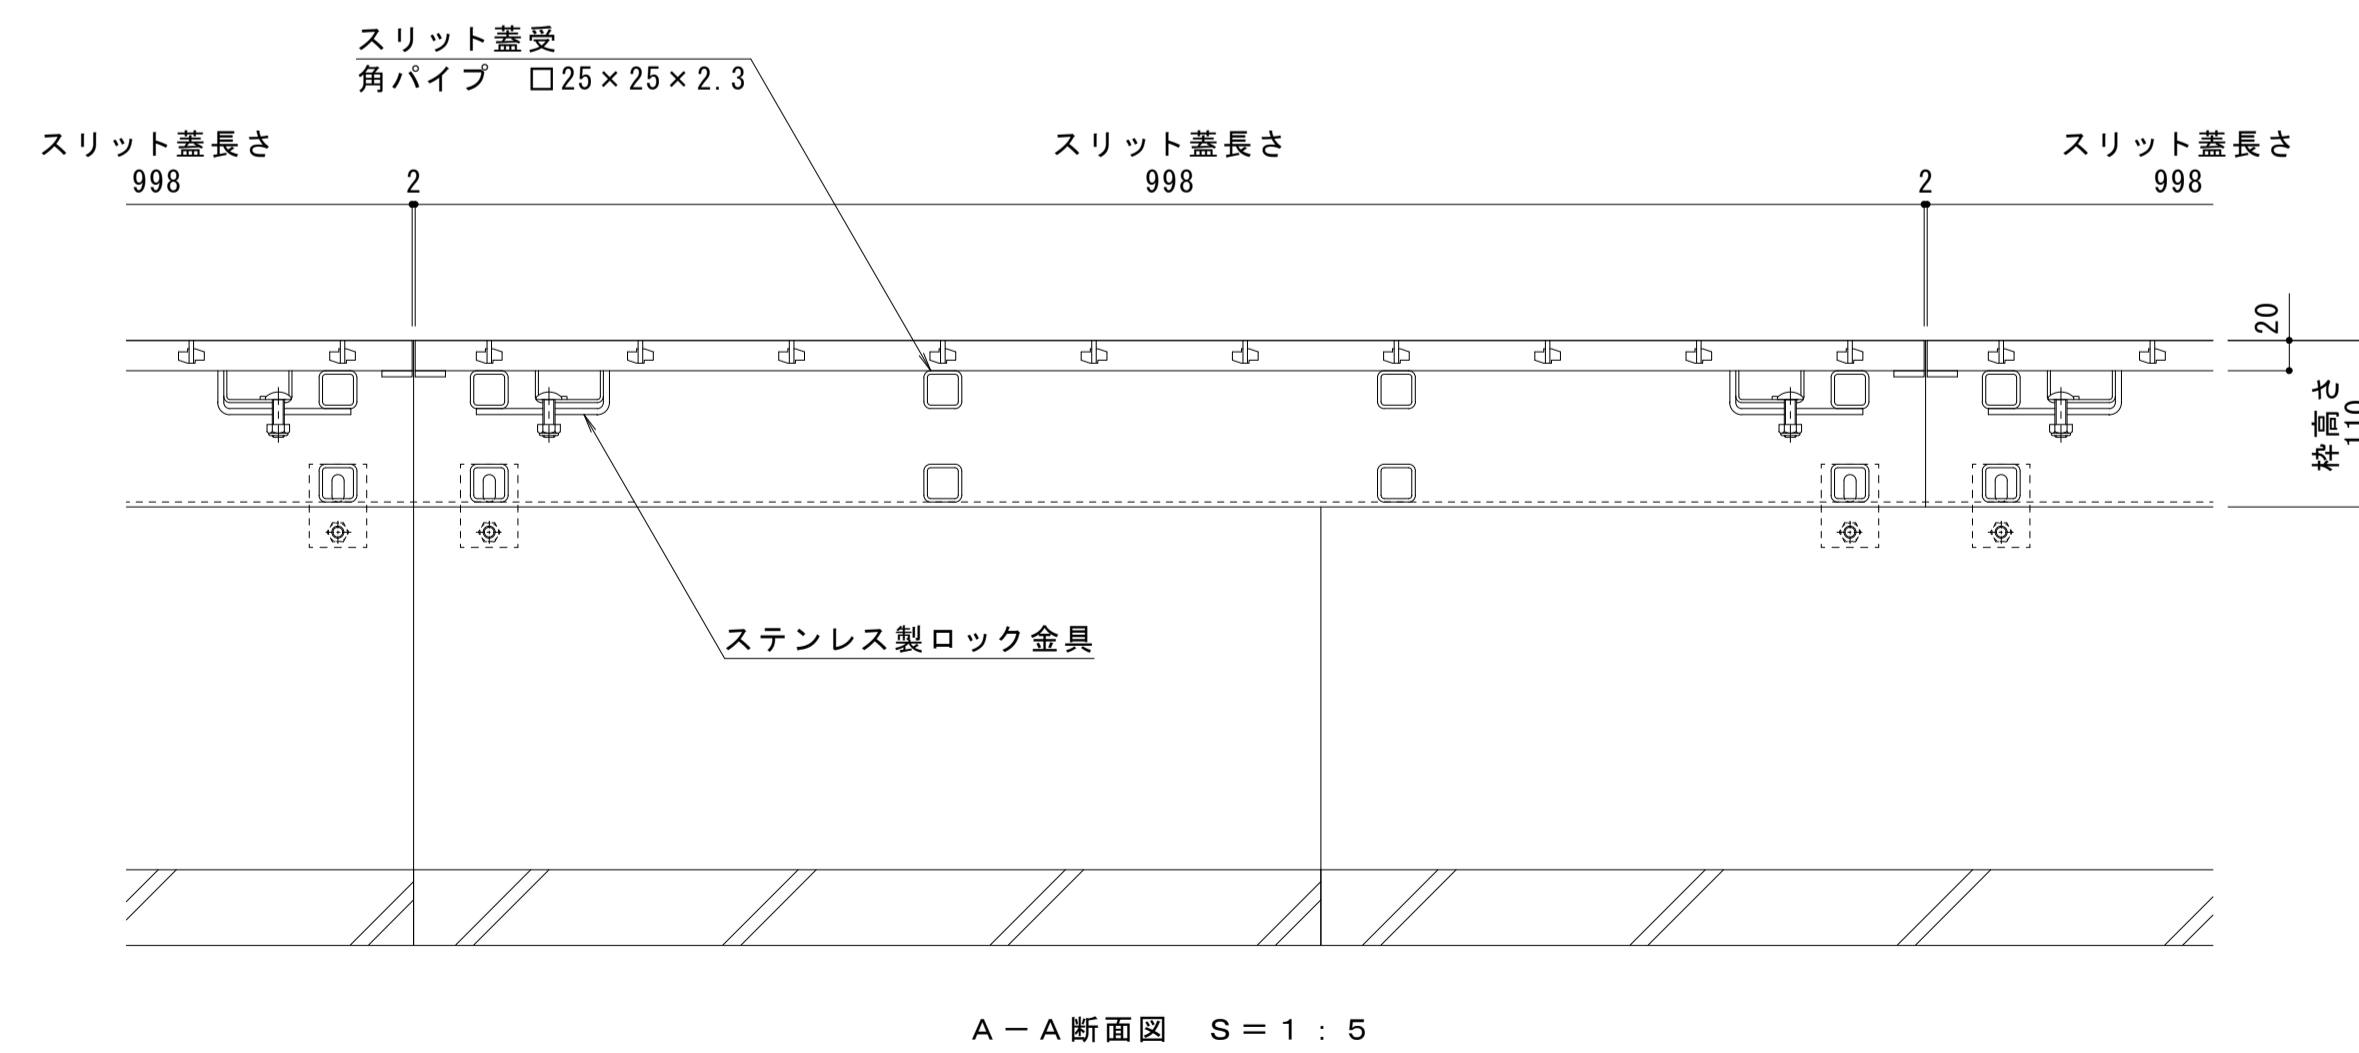 スリット蓋受
角パイプ　□25×25×2.3
スリット蓋長さ
998
2
スリット蓋長さ
998
2
スリット蓋長さ
998
20
枠高さ
110
ステンレス製ロック金具
A－A断面図　S＝1：5